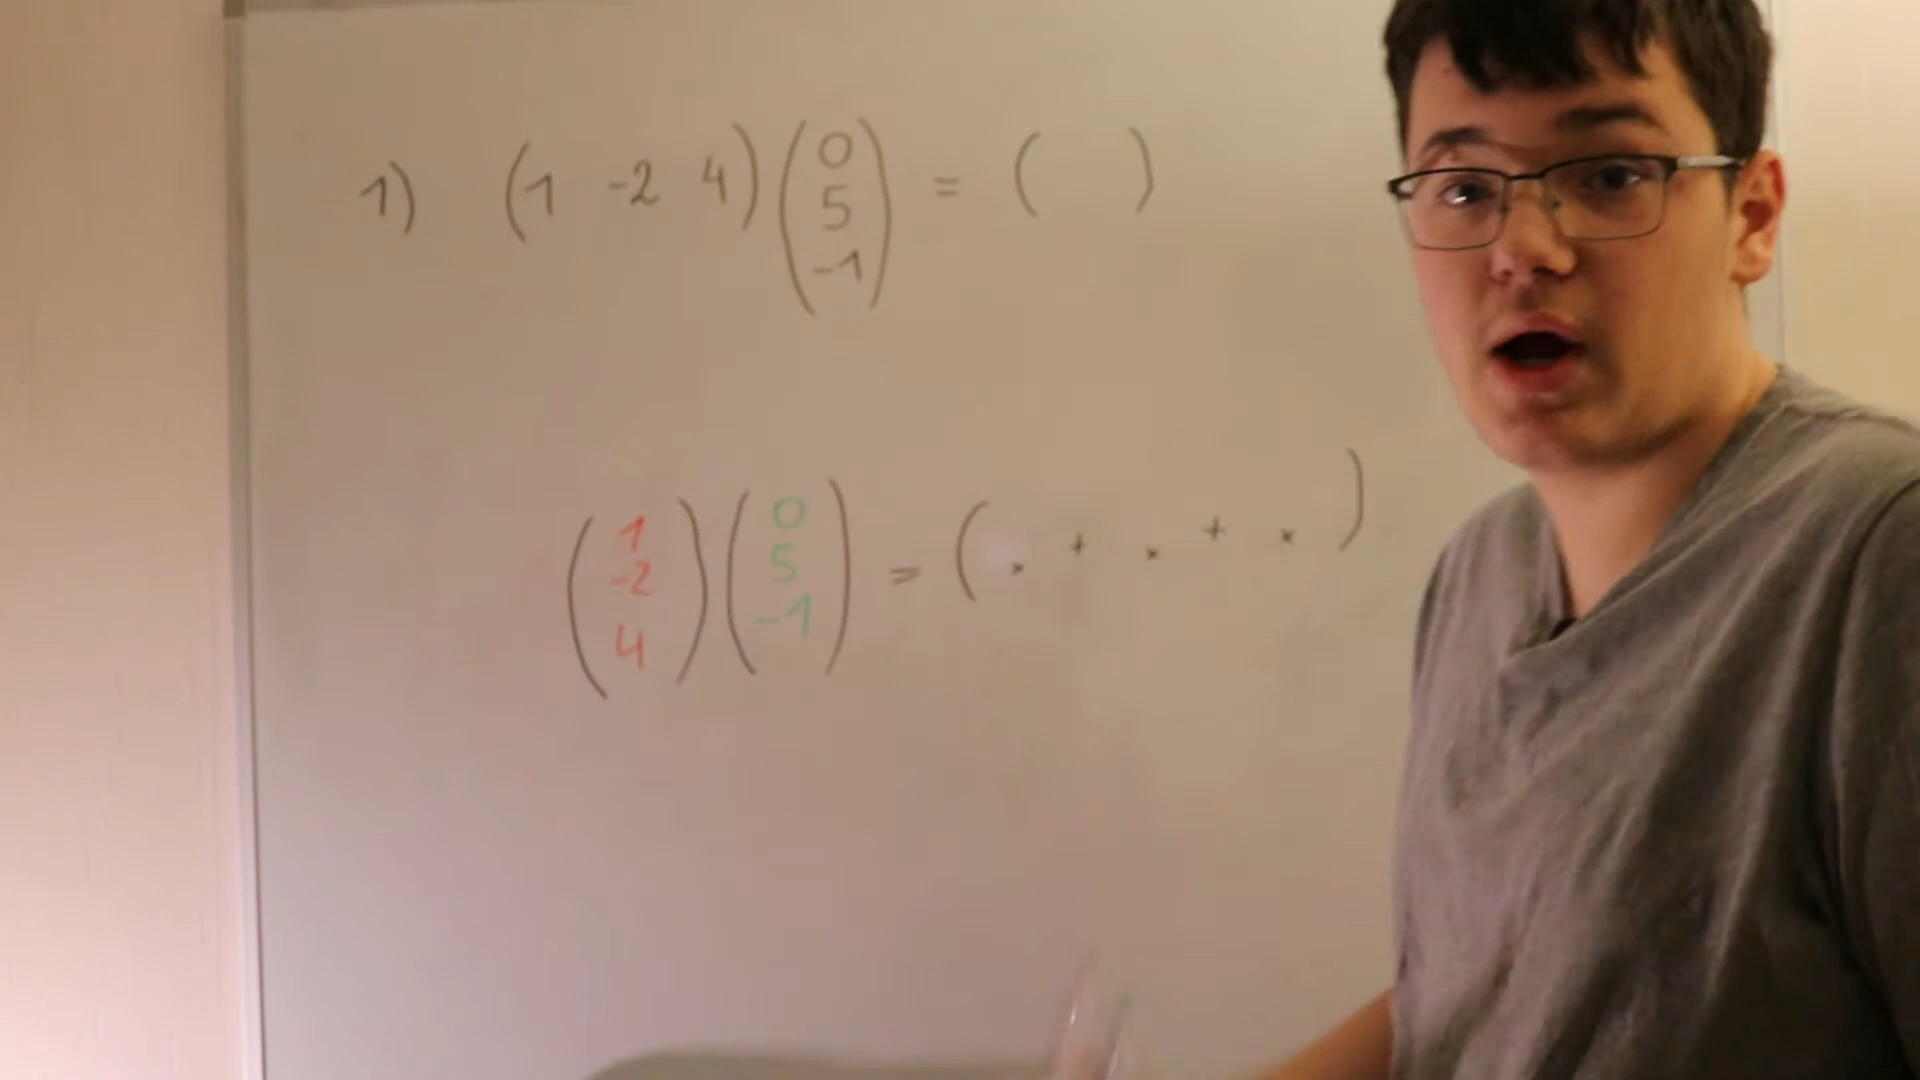 1) (1 -2 4) (0 5 -1) = ( )
(1 -2 4) (0 5 -1) = ( · + · + · )